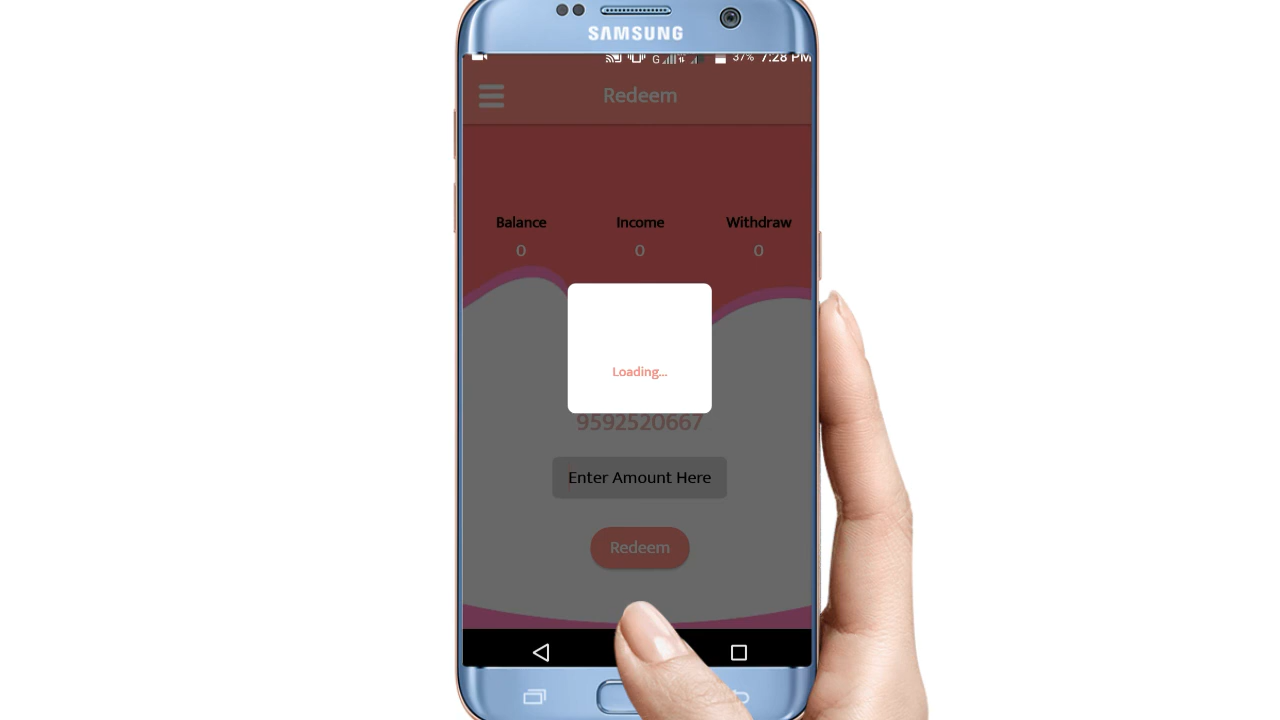 SAMSUNG
G 37% 7:28 PM
Redeem
Balance Income Withdraw
0 0 0
Loading...
9592520667
Enter Amount Here
Redeem